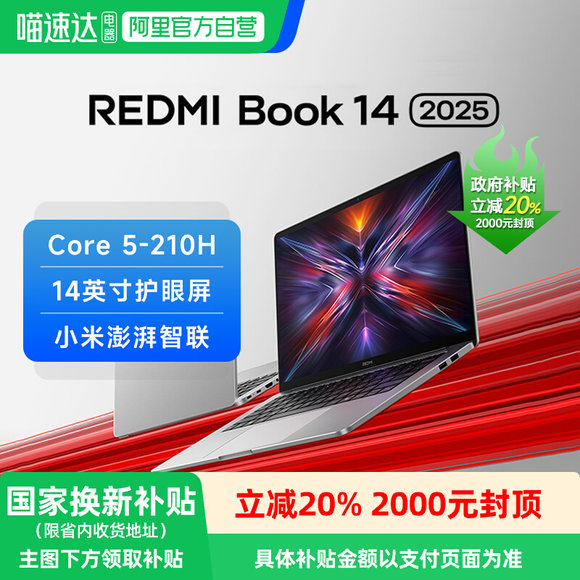 喵速达电器 阿里官方自营
REDMI Book 14 2025
政府补贴
立减20%
2000元封顶
Core 5-210H
14英寸护眼屏
小米澎湃智联
REDMI
国家换新补贴
(限省内收货地址)
主图下方领取补贴
立减20% 2000元封顶
具体补贴金额以支付页面为准